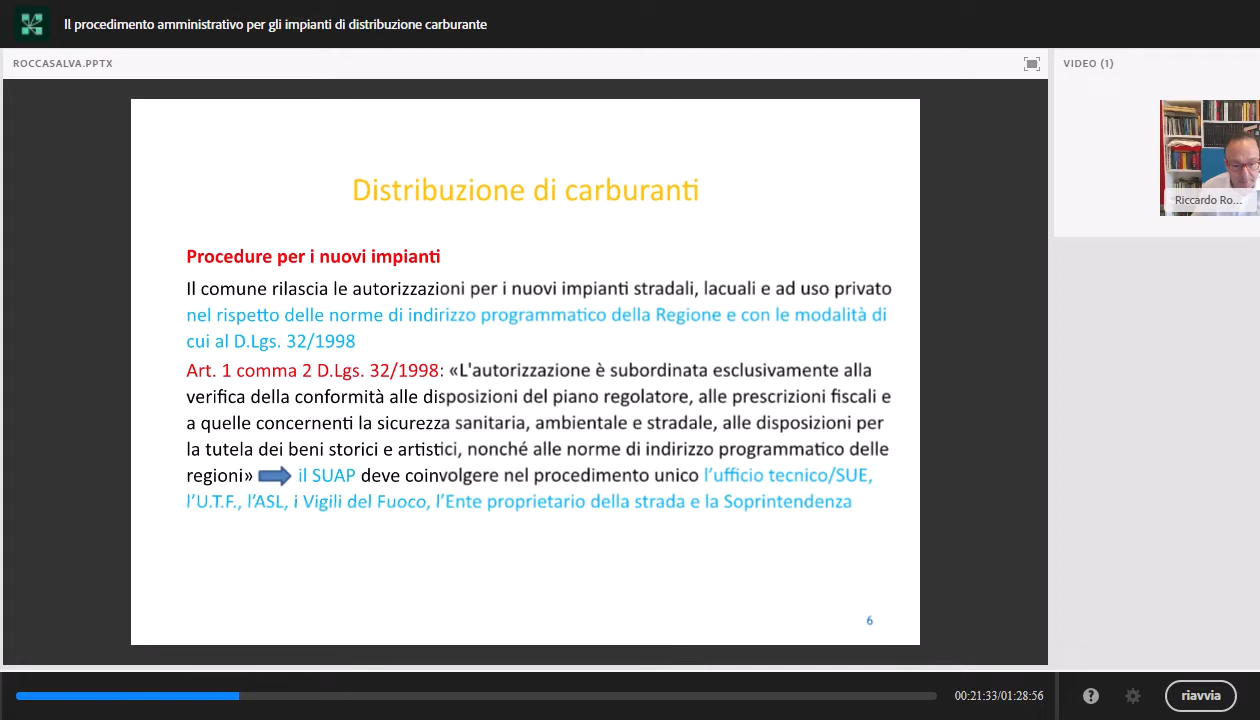 Il procedimento amministrativo per gli impianti di distribuzione carburante
ROCCASALVA.PPTX
VIDEO (1)
Distribuzione di carburanti
Procedure per i nuovi impianti
Il comune rilascia le autorizzazioni per i nuovi impianti stradali, lacuali e ad uso privato
nel rispetto delle norme di indirizzo programmatico della Regione e con le modalità di
cui al D.Lgs. 32/1998
Art. 1 comma 2 D.Lgs. 32/1998: «L'autorizzazione è subordinata esclusivamente alla
verifica della conformità alle disposizioni del piano regolatore, alle prescrizioni fiscali e
a quelle concernenti la sicurezza sanitaria, ambientale e stradale, alle disposizioni per
la tutela dei beni storici e artistici, nonché alle norme di indirizzo programmatico delle
regioni» il SUAP deve coinvolgere nel procedimento unico l’ufficio tecnico/SUE,
l’U.T.F., l’ASL, i Vigili del Fuoco, l’Ente proprietario della strada e la Soprintendenza
6
Riccardo Ro...
00:21:33/01:28:56
?
riavvia